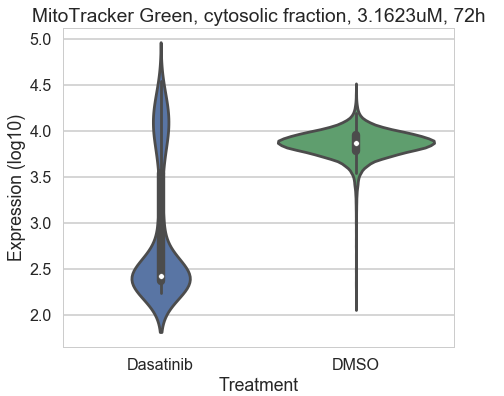 MitoTracker Green, cytosolic fraction, 3.1623uM, 72h
5.0
4.5
4.0
3.5
3.0
2.5
2.0
Expression (log10)
Dasatinib
DMSO
Treatment